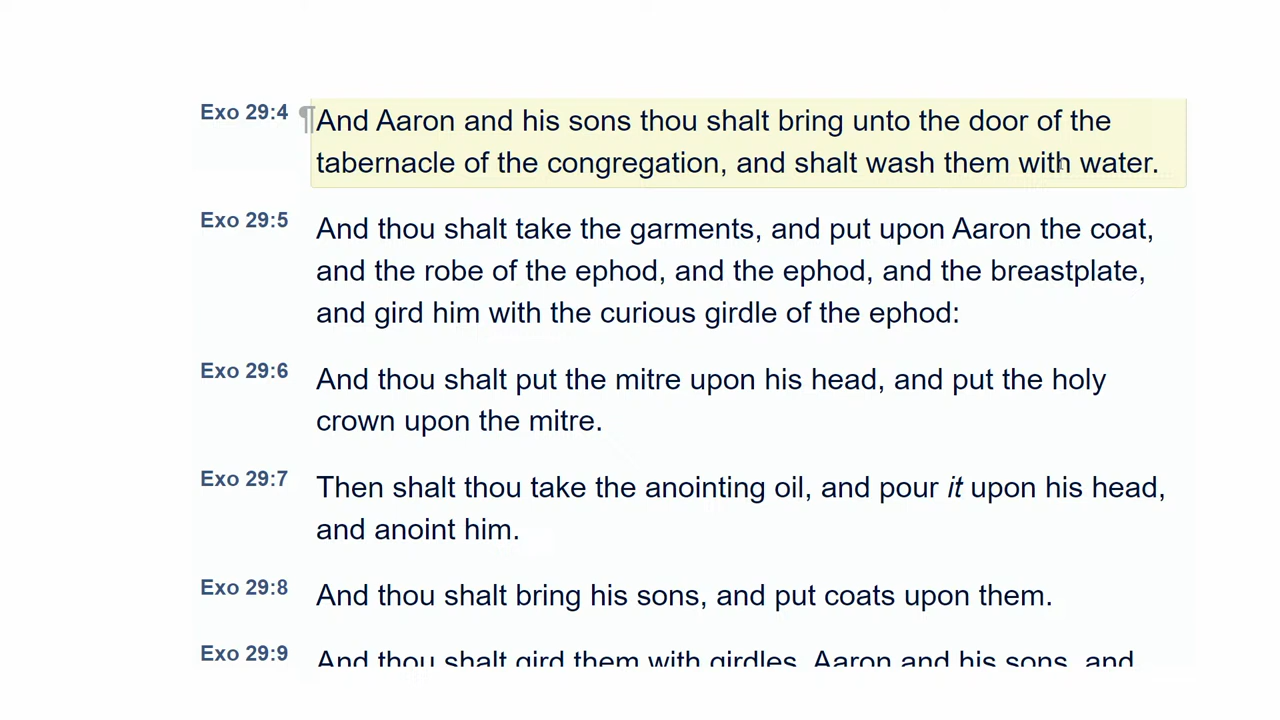 Exo 29:4 ¶And Aaron and his sons thou shalt bring unto the door of the
tabernacle of the congregation, and shalt wash them with water.
Exo 29:5 And thou shalt take the garments, and put upon Aaron the coat,
and the robe of the ephod, and the ephod, and the breastplate,
and gird him with the curious girdle of the ephod:
Exo 29:6 And thou shalt put the mitre upon his head, and put the holy
crown upon the mitre.
Exo 29:7 Then shalt thou take the anointing oil, and pour it upon his head,
and anoint him.
Exo 29:8 And thou shalt bring his sons, and put coats upon them.
Exo 29:9 And thou shalt gird them with girdles, Aaron and his sons, and